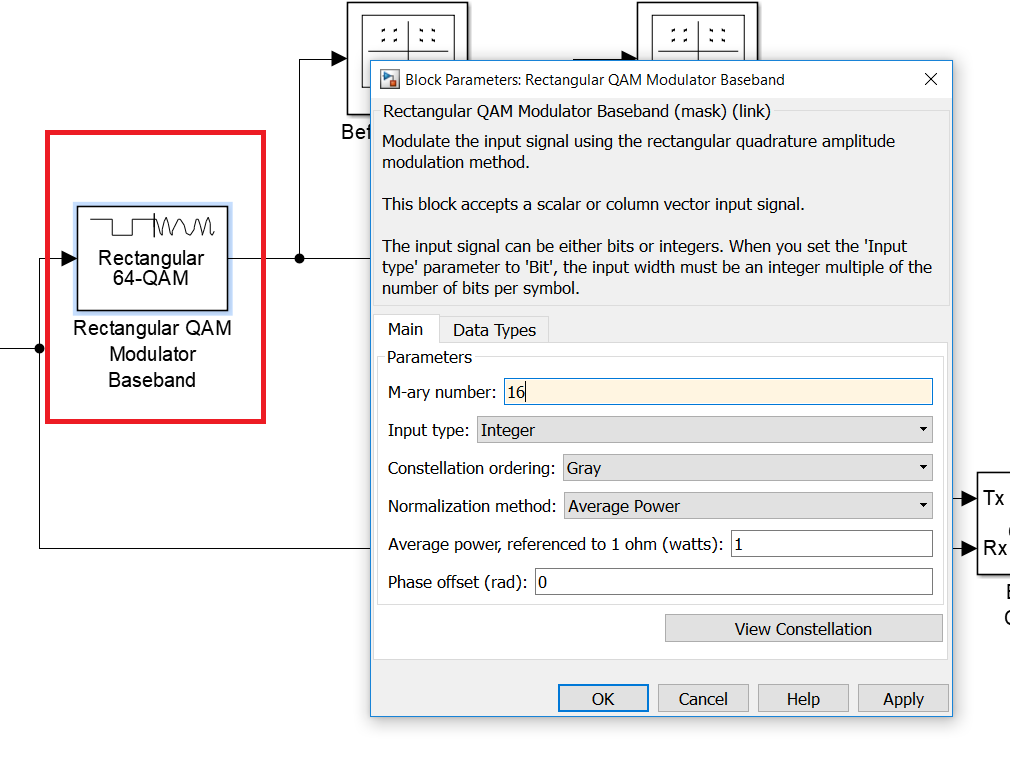 Block Parameters: Rectangular QAM Modulator Baseband
Rectangular QAM Modulator Baseband (mask) (link)
Modulate the input signal using the rectangular quadrature amplitude
modulation method.
This block accepts a scalar or column vector input signal.
The input signal can be either bits or integers. When you set the 'Input
type' parameter to 'Bit', the input width must be an integer multiple of the
number of bits per symbol.
Main
Data Types
Parameters
M-ary number: 16
Input type: Integer
Constellation ordering: Gray
Normalization method: Average Power
Average power, referenced to 1 ohm (watts): 1
Phase offset (rad): 0
View Constellation
OK
Cancel
Help
Apply
Rectangular
64-QAM
Rectangular QAM
Modulator
Baseband
Bef
Tx
Rx